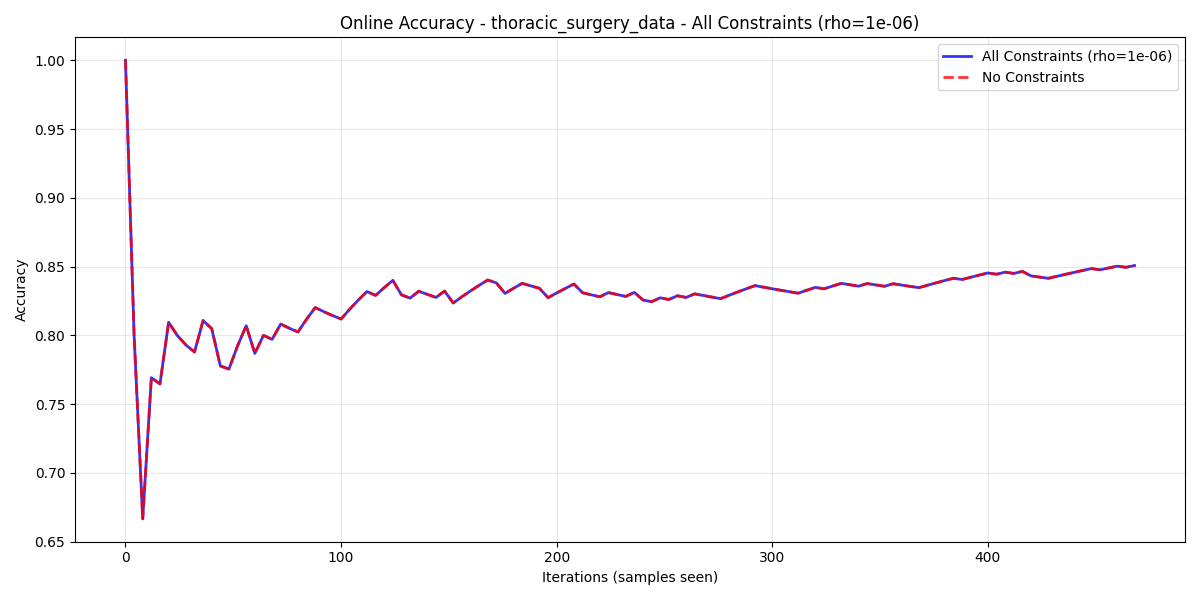 Online Accuracy - thoracic_surgery_data - All Constraints (rho=1e-06)
All Constraints (rho=1e-06)
No Constraints
Accuracy
1.00
0.95
0.90
0.85
0.80
0.75
0.70
0.65
0 100 200 300 400
Iterations (samples seen)